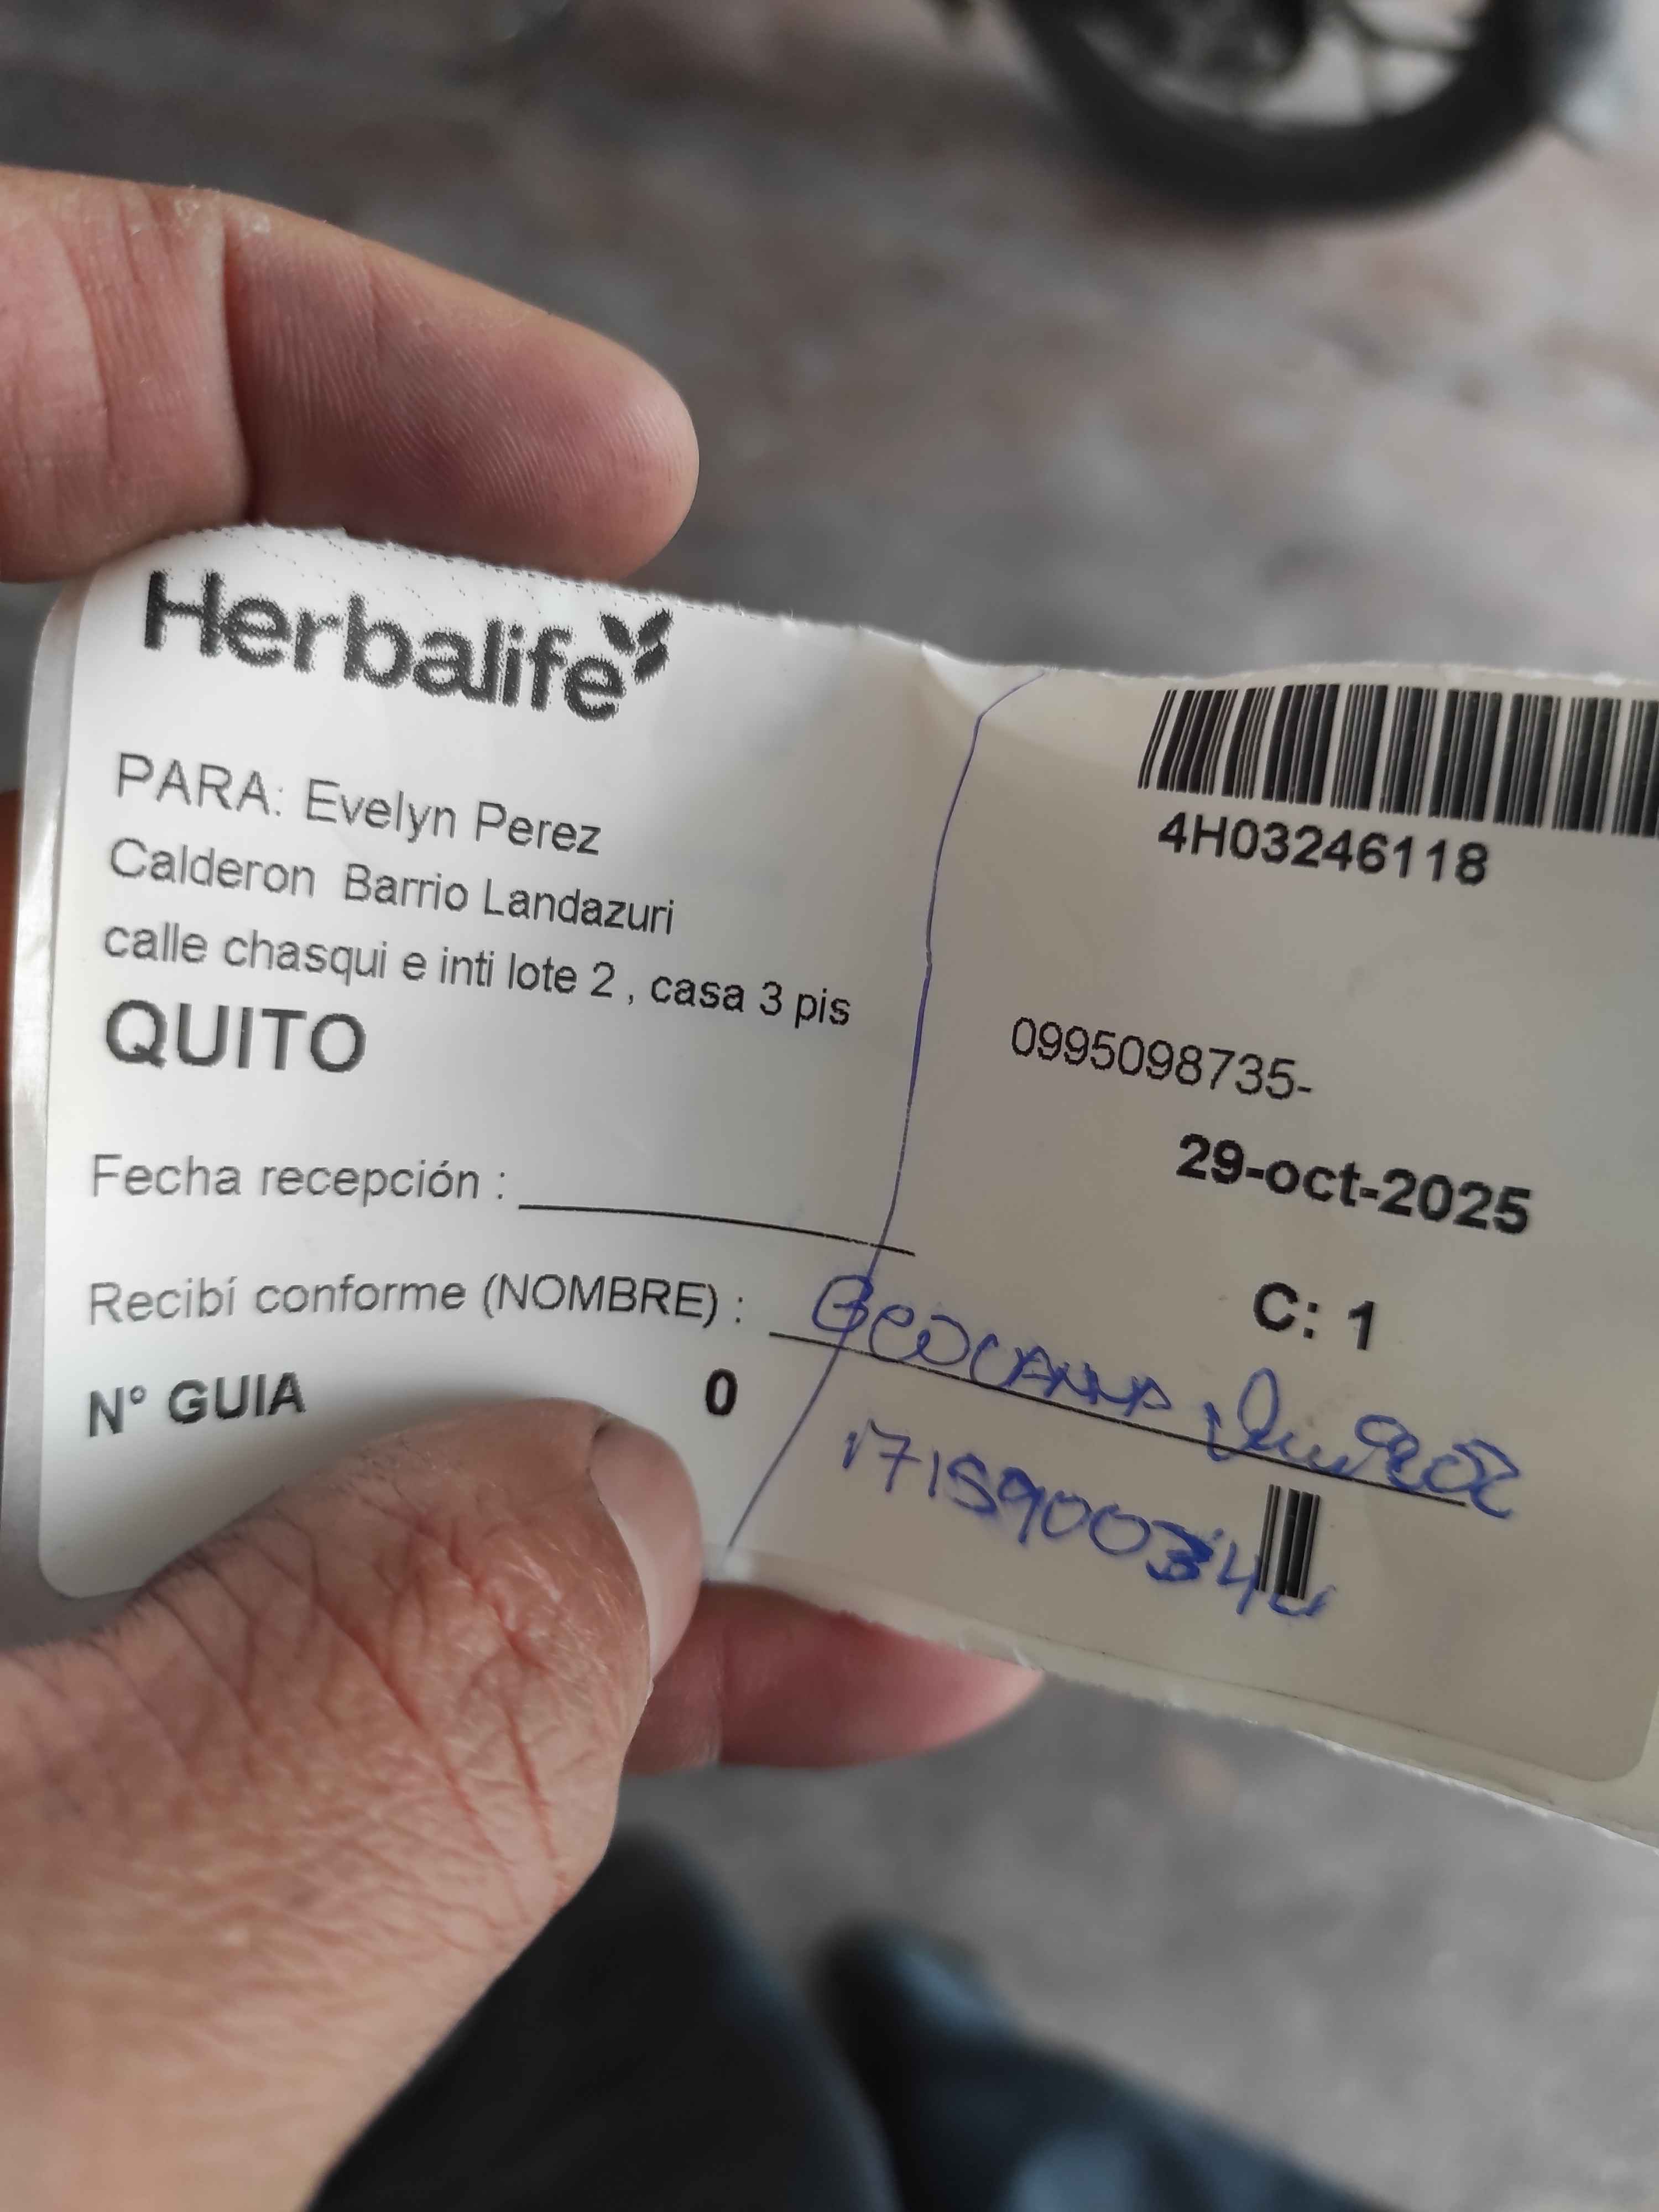 Herbalife
4H03246118
PARA: Evelyn Perez
Calderon Barrio Landazuri
calle chasqui e inti lote 2 , casa 3 pis
QUITO
0995098735-
29-oct-2025
Fecha recepción :
C: 1
Recibí conforme (NOMBRE) : Geocanna
N° GUIA 0